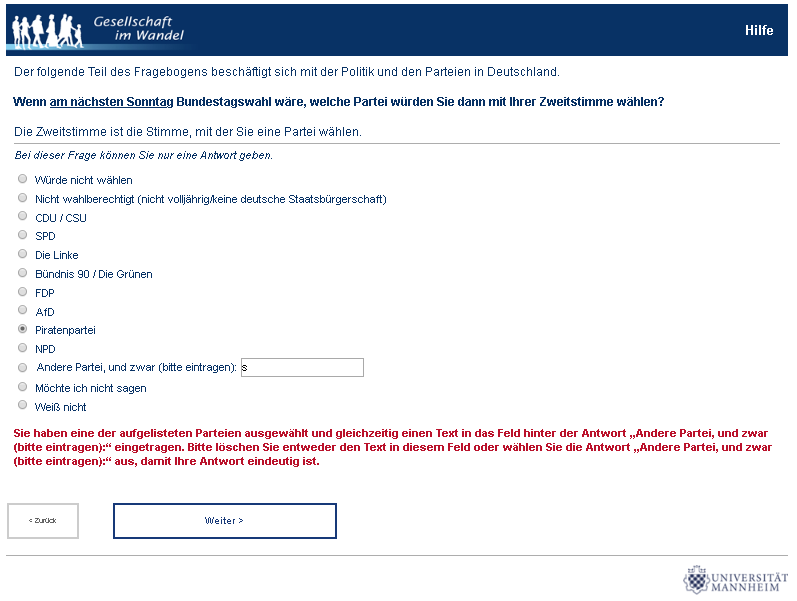 Gesellschaft
im Wandel
Hilfe
Der folgende Teil des Fragebogens beschäftigt sich mit der Politik und den Parteien in Deutschland.
Wenn am nächsten Sonntag Bundestagswahl wäre, welche Partei würden Sie dann mit Ihrer Zweitstimme wählen?
Die Zweitstimme ist die Stimme, mit der Sie eine Partei wählen.
Bei dieser Frage können Sie nur eine Antwort geben.
Würde nicht wählen
Nicht wahlberechtigt (nicht volljährig/keine deutsche Staatsbürgerschaft)
CDU / CSU
SPD
Die Linke
Bündnis 90 / Die Grünen
FDP
AfD
Piratenpartei
NPD
Andere Partei, und zwar (bitte eintragen): s
Möchte ich nicht sagen
Weiß nicht
Sie haben eine der aufgelisteten Parteien ausgewählt und gleichzeitig einen Text in das Feld hinter der Antwort „Andere Partei, und zwar
(bitte eintragen):“ eingetragen. Bitte löschen Sie entweder den Text in diesem Feld oder wählen Sie die Antwort „Andere Partei, und zwar
(bitte eintragen):“ aus, damit Ihre Antwort eindeutig ist.
< Zurück
Weiter >
UNIVERSITÄT
MANNHEIM